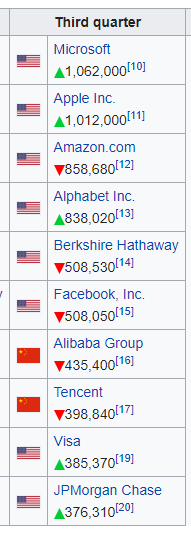 Third quarter
Microsoft
▲1,062,000[10]
Apple Inc.
▲1,012,000[11]
Amazon.com
▼858,680[12]
Alphabet Inc.
▲838,020[13]
Berkshire Hathaway
▼508,530[14]
y
Facebook, Inc.
▼508,050[15]
Alibaba Group
▼435,400[16]
Tencent
▼398,840[17]
Visa
▲385,370[19]
JPMorgan Chase
▲376,310[20]